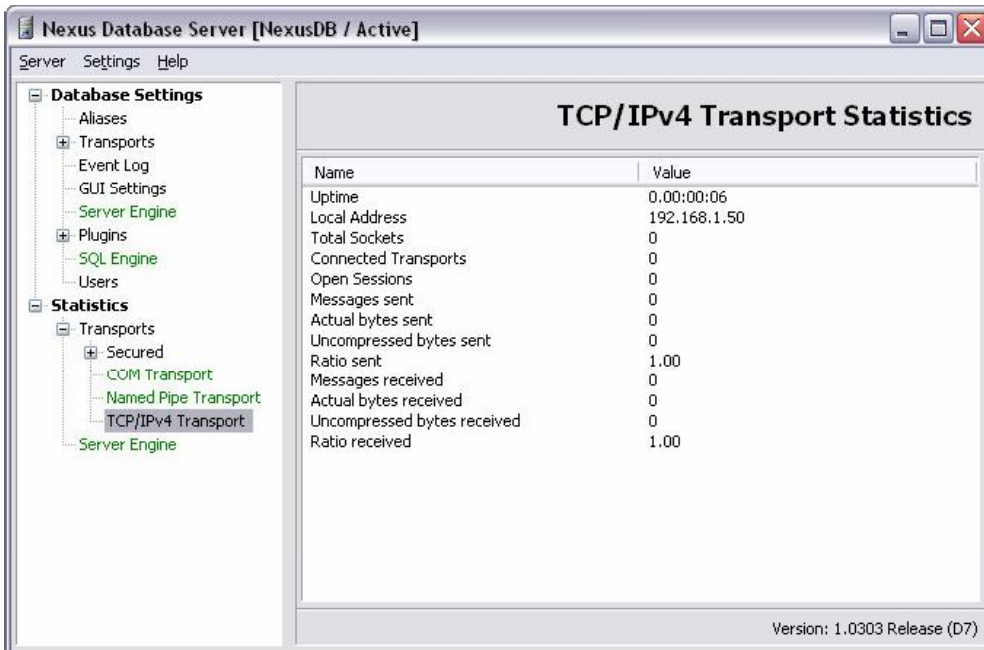 Nexus Database Server [NexusDB / Active]
Server Settings Help
Database Settings
Aliases
Transports
Event Log
GUI Settings
Server Engine
Plugins
SQL Engine
Users
Statistics
Transports
Secured
COM Transport
Named Pipe Transport
TCP/IPv4 Transport
Server Engine
TCP/IPv4 Transport Statistics
Name Value
Uptime 0.00:00:06
Local Address 192.168.1.50
Total Sockets 0
Connected Transports 0
Open Sessions 0
Messages sent 0
Actual bytes sent 0
Uncompressed bytes sent 0
Ratio sent 1.00
Messages received 0
Actual bytes received 0
Uncompressed bytes received 0
Ratio received 1.00
Version: 1.0303 Release (D7)